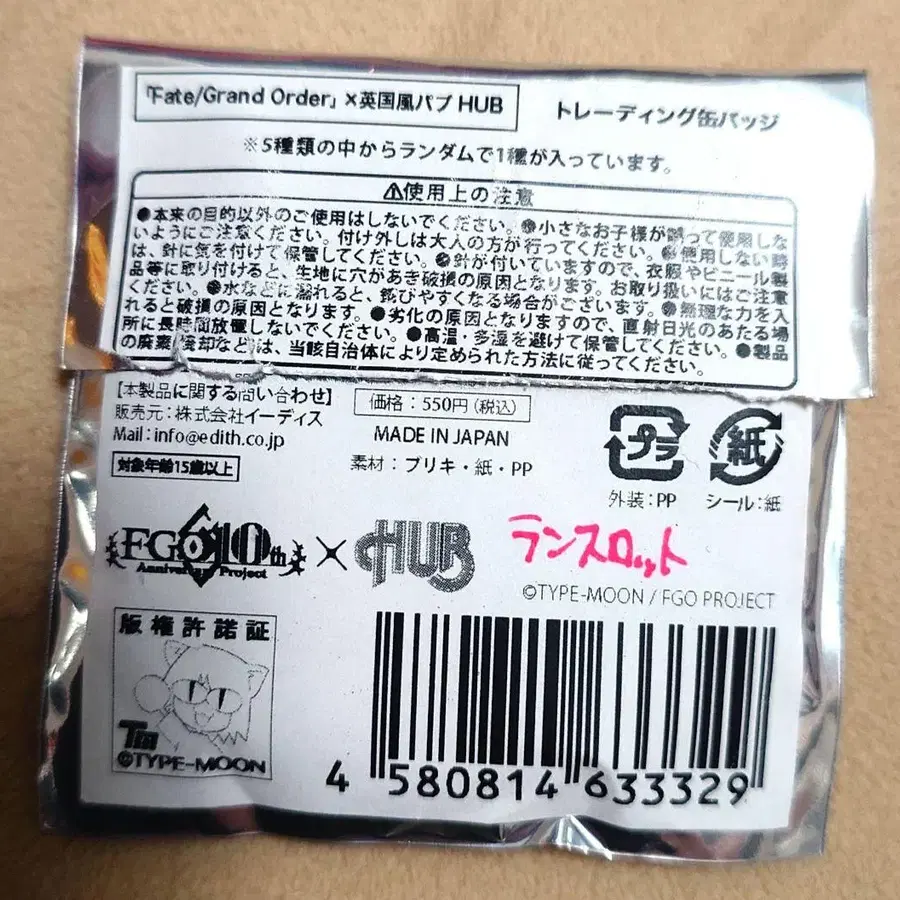 「Fate/Grand Order」×英国風パブ HUB
トレーディング缶バッジ
※5種類の中からランダムで1種が入っています。
⚠使用上の注意
●本来の目的以外のご使用はしないでください。●小さなお子様が誤って使用しな
いようにご注意ください。付け外しは大人の方が行ってください。●使用しない時
は、針に気を付けて保管してください。●針が付いていますので、衣服やビニール製
品等に取り付けると、生地に穴があき破損の原因となります。お取り扱いにはご注意
ください。●水などに濡れると、錆びやすくなる場合がございます。●無理な力を入
れると破損の原因となります。●劣化の原因となりますので、直射日光のあたる場
所に長時間放置しないでください。●高温・多湿を避けて保管してください。●製品
の廃棄(焼却など)は、当該自治体により定められた方法に従ってください。
【本製品に関する問い合わせ】
販売元:株式会社イーディス
Mail:info@edith.co.jp
対象年齢15歳以上
価格:550円(税込)
MADE IN JAPAN
素材:ブリキ・紙・PP
プラ
紙
外装:PP
シール:紙
FGO 10th
Anniversary Project
×
HUB
ランスロット
©TYPE-MOON / FGO PROJECT
版権許諾証
TM
©TYPE-MOON
4 580814 633329